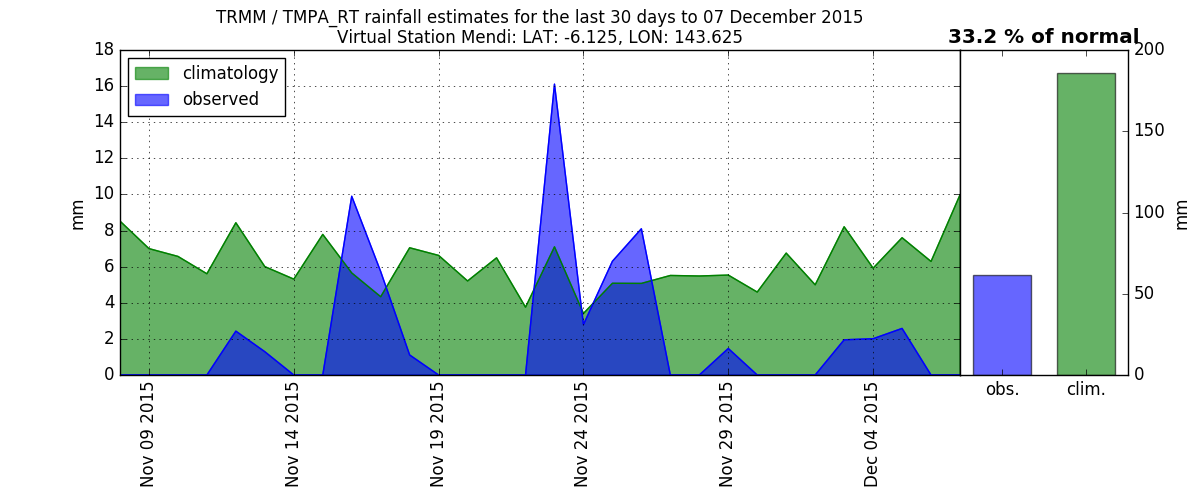 TRMM / TMPA_RT rainfall estimates for the last 30 days to 07 December 2015
Virtual Station Mendi: LAT: -6.125, LON: 143.625
33.2 % of normal
climatology
observed
18
16
14
12
10
8
6
4
2
0
mm
Nov 09 2015
Nov 14 2015
Nov 19 2015
Nov 24 2015
Nov 29 2015
Dec 04 2015
200
150
100
50
0
mm
obs.
clim.